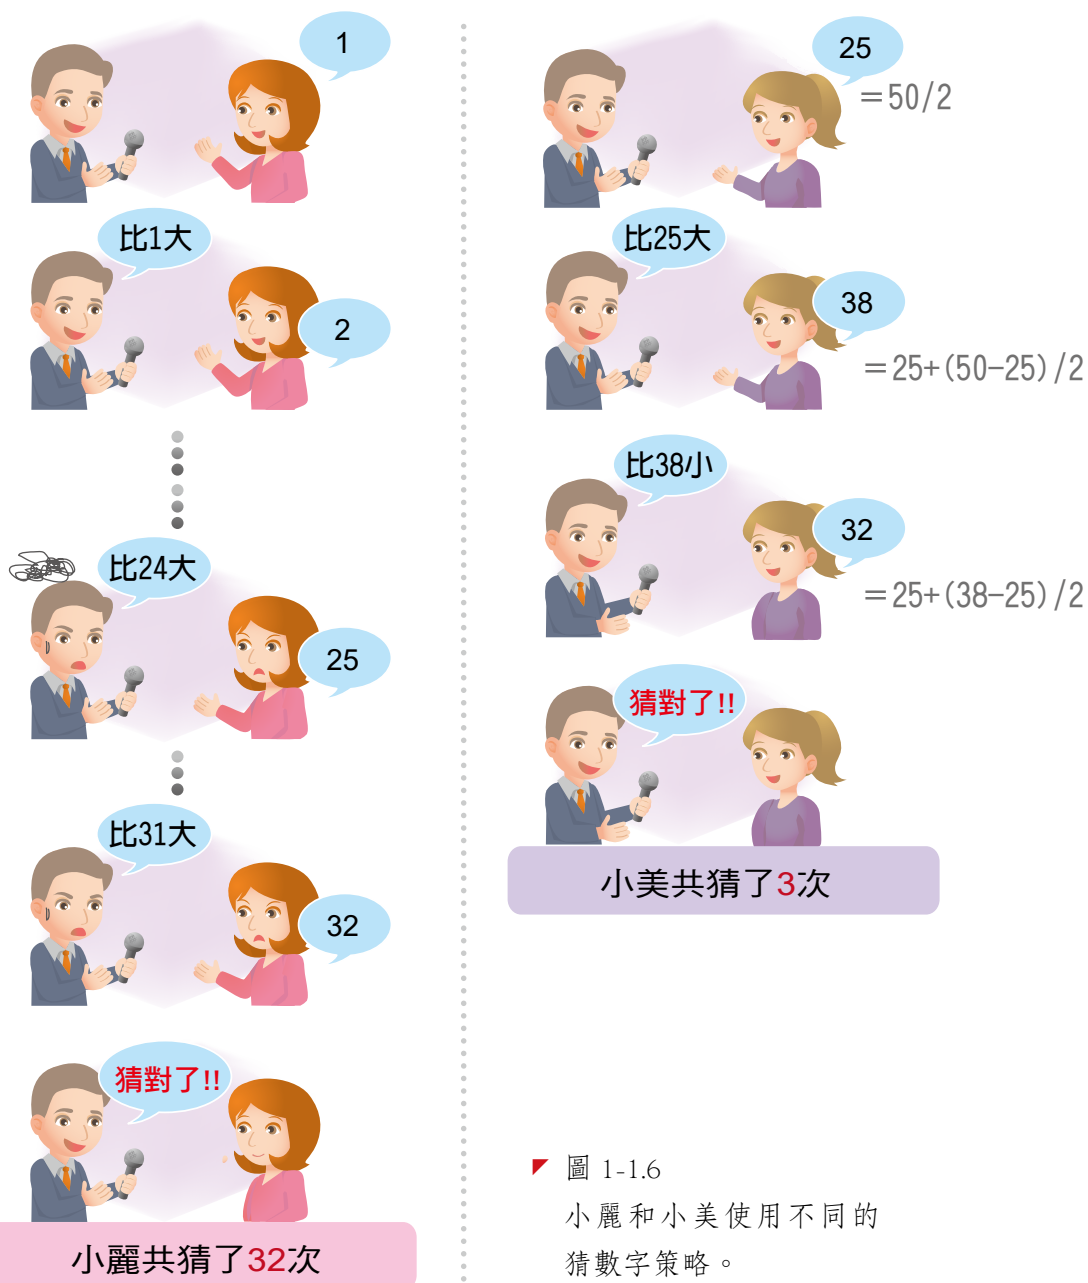 1
比1大
2
比24大
25
比31大
32
猜對了!!
小麗共猜了32次
25
=50/2
比25大
38
=25+(50−25)/2
比38小
32
=25+(38−25)/2
猜對了!!
小美共猜了3次
圖 1-1.6
小麗和小美使用不同的
猜數字策略。